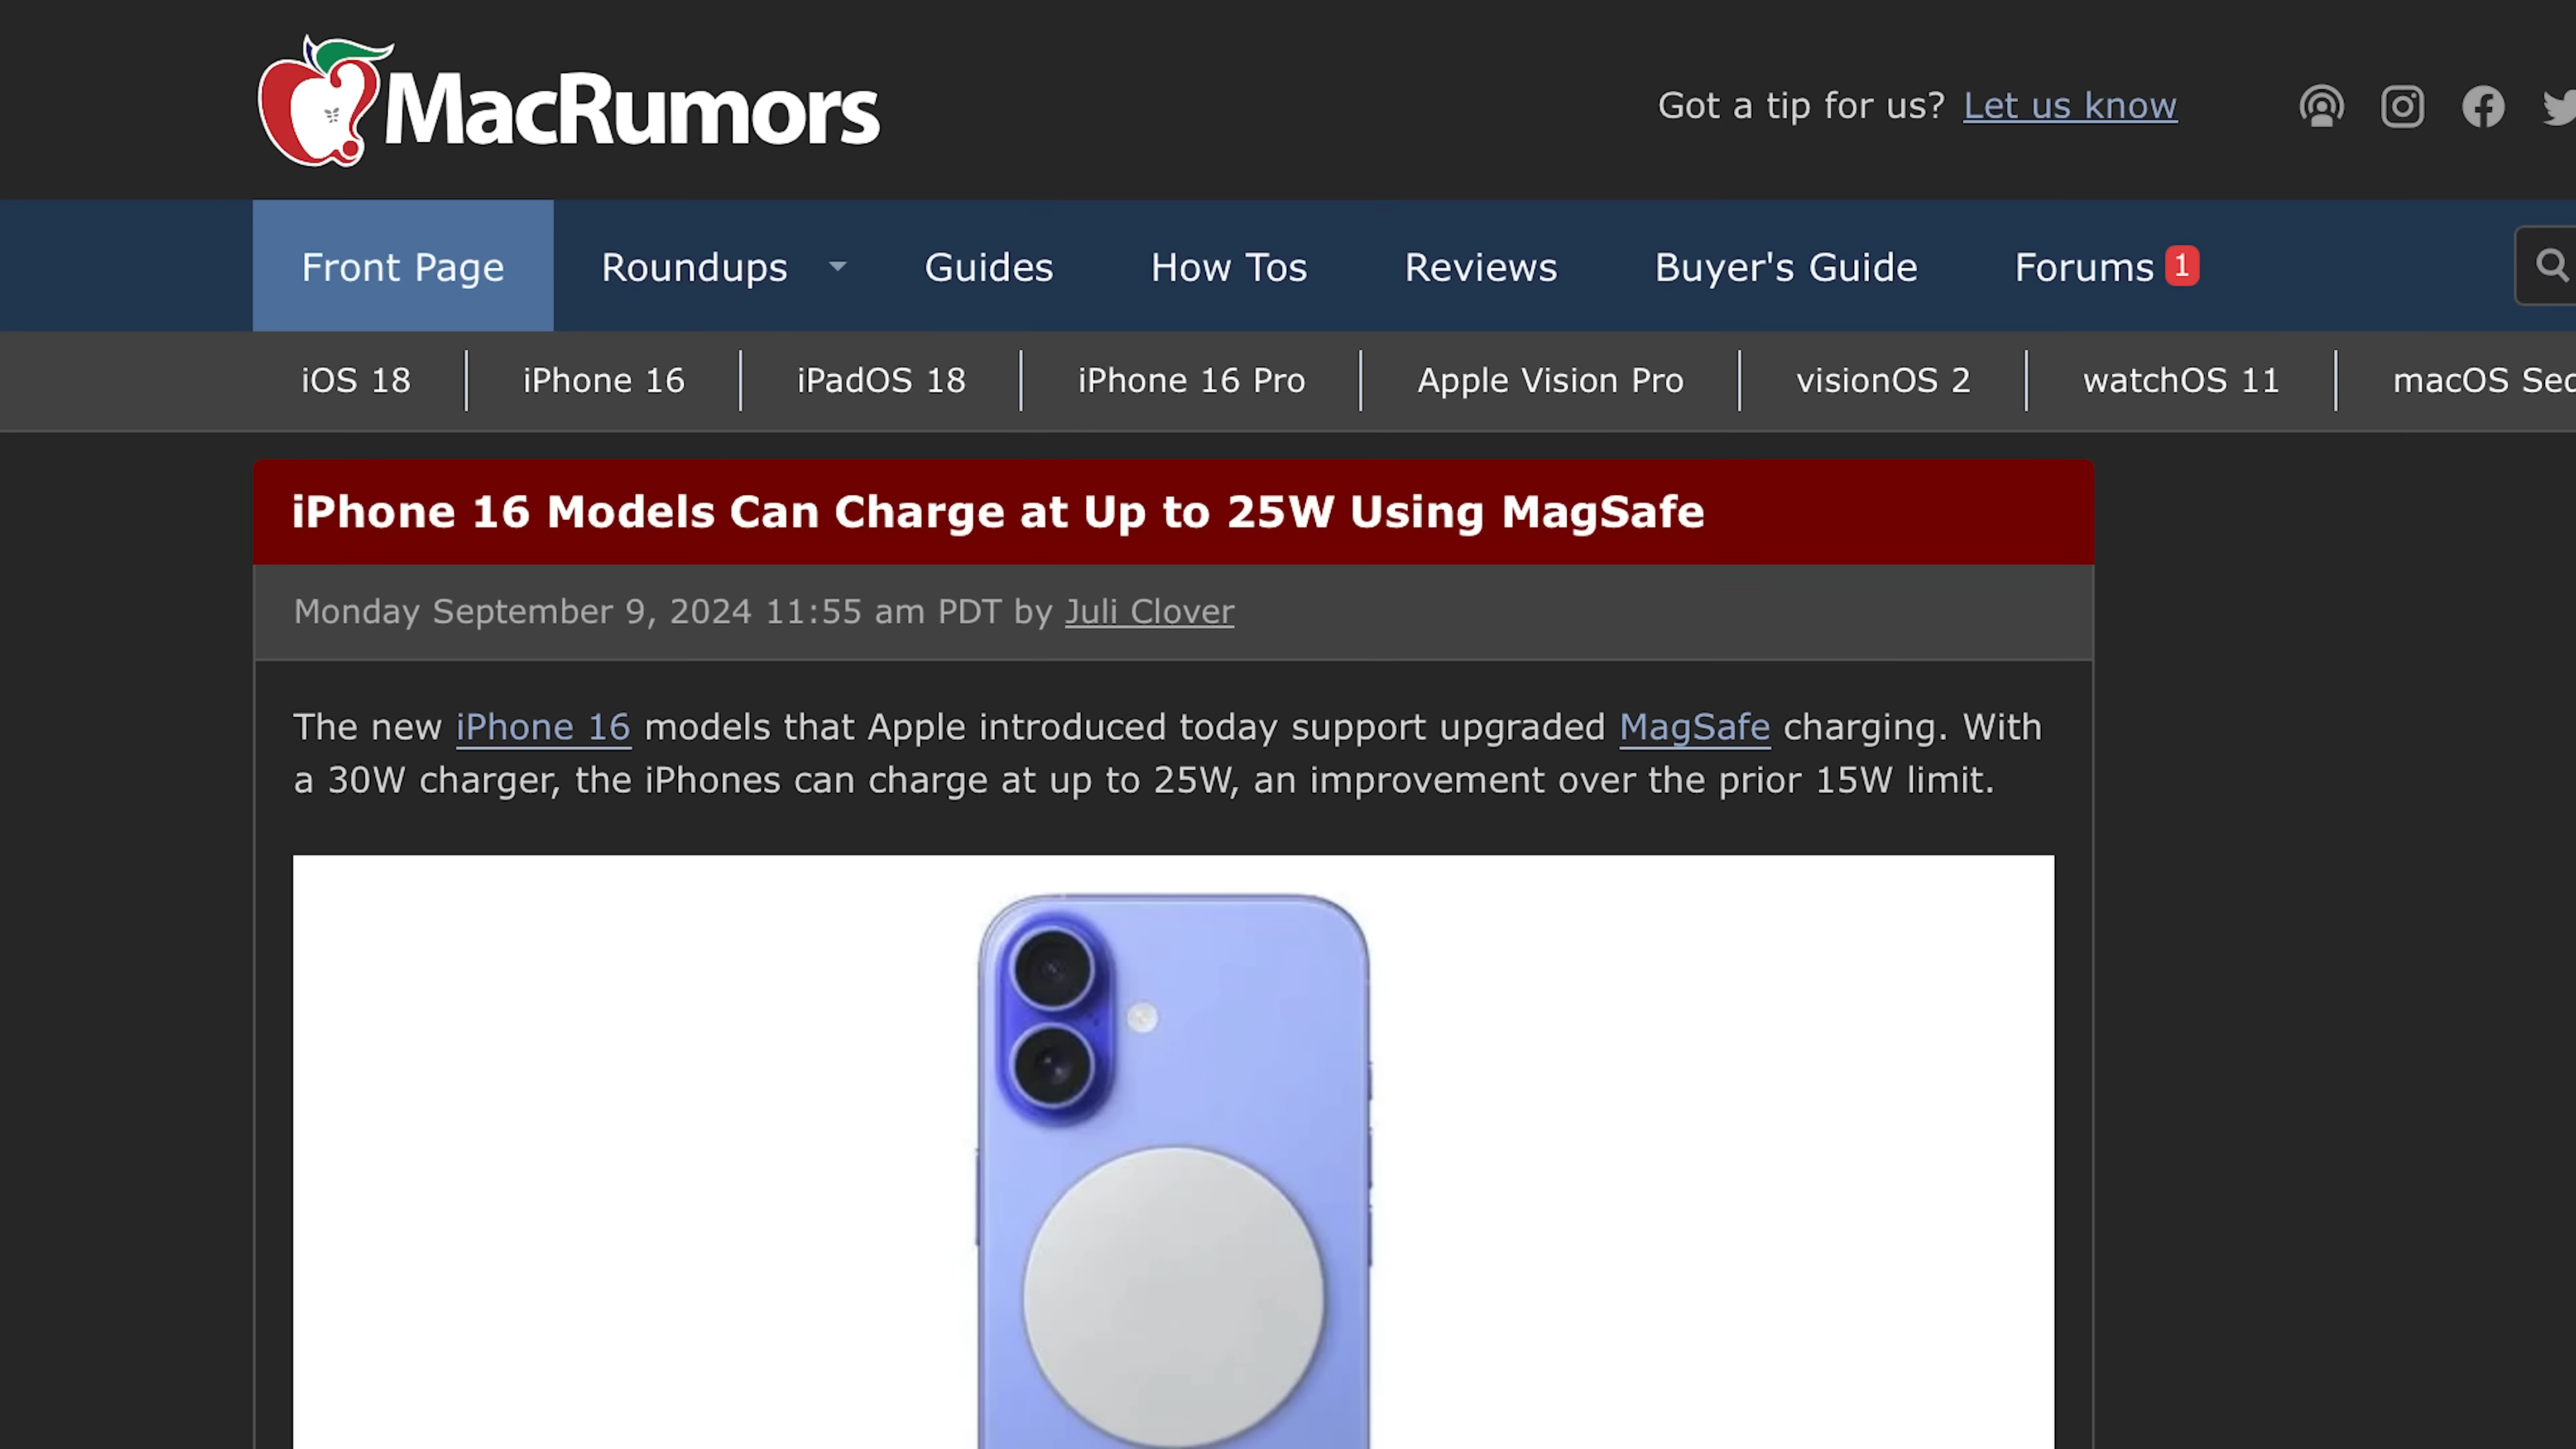 MacRumors
Got a tip for us? Let us know
Front Page Roundups Guides How Tos Reviews Buyer's Guide Forums 1
iOS 18 iPhone 16 iPadOS 18 iPhone 16 Pro Apple Vision Pro visionOS 2 watchOS 11 macOS
iPhone 16 Models Can Charge at Up to 25W Using MagSafe
Monday September 9, 2024 11:55 am PDT by Juli Clover
The new iPhone 16 models that Apple introduced today support upgraded MagSafe charging. With
a 30W charger, the iPhones can charge at up to 25W, an improvement over the prior 15W limit.